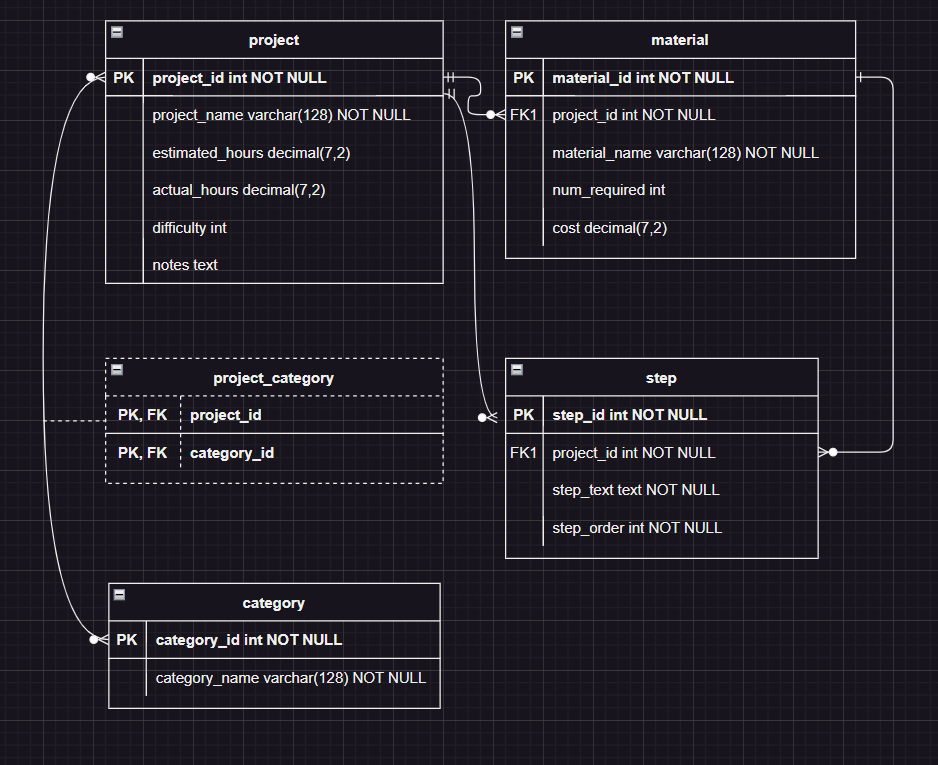 project
PK project_id int NOT NULL
project_name varchar(128) NOT NULL
estimated_hours decimal(7,2)
actual_hours decimal(7,2)
difficulty int
notes text
material
PK material_id int NOT NULL
FK1 project_id int NOT NULL
material_name varchar(128) NOT NULL
num_required int
cost decimal(7,2)
project_category
PK, FK project_id
PK, FK category_id
step
PK step_id int NOT NULL
FK1 project_id int NOT NULL
step_text text NOT NULL
step_order int NOT NULL
category
PK category_id int NOT NULL
category_name varchar(128) NOT NULL